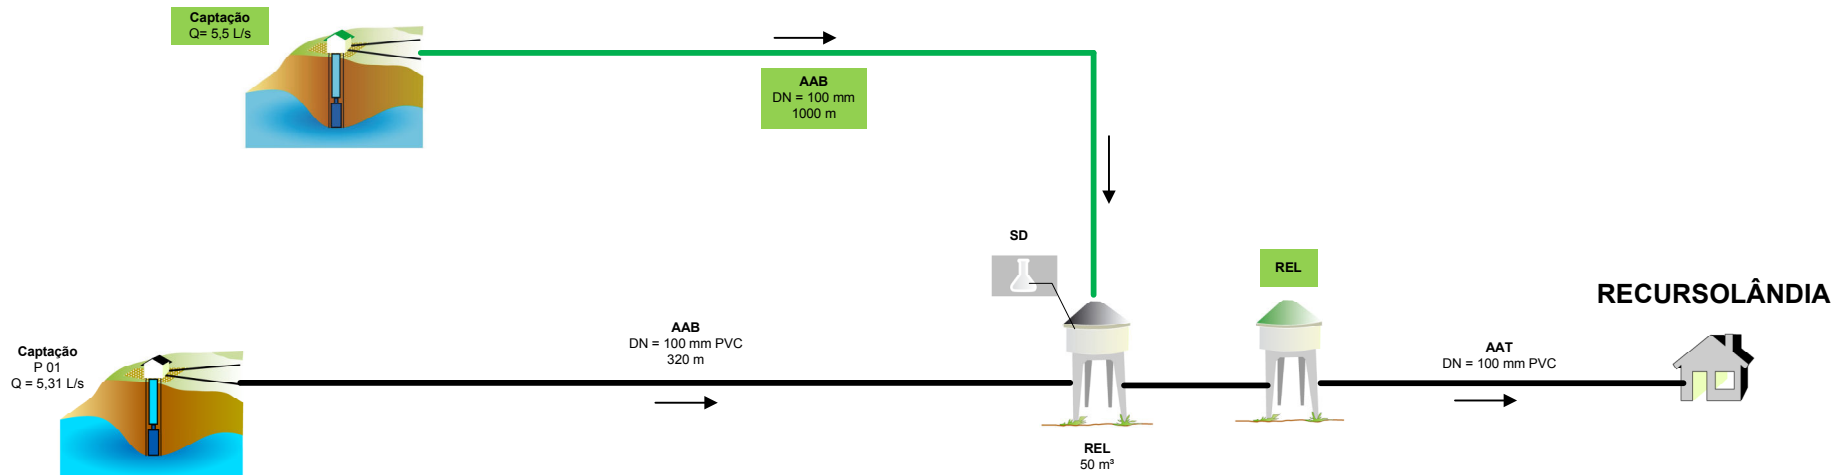 Captação
Q= 5,5 L/s
AAB
DN = 100 mm
1000 m
SD
REL
RECURSOLÂNDIA
AAB
DN = 100 mm PVC
320 m
Captação
P 01
Q = 5,31 L/s
AAT
DN = 100 mm PVC
REL
50 m³